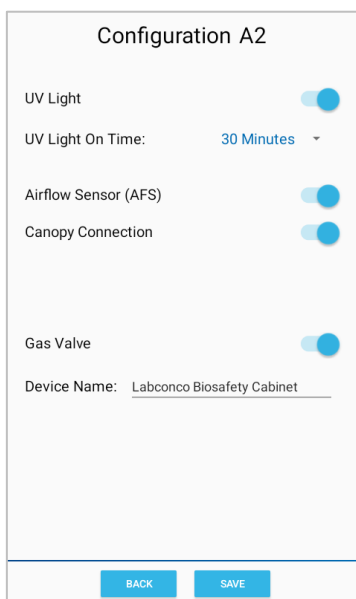 Configuration A2
UV Light
UV Light On Time: 30 Minutes
Airflow Sensor (AFS)
Canopy Connection
Gas Valve
Device Name: Labconco Biosafety Cabinet
BACK SAVE